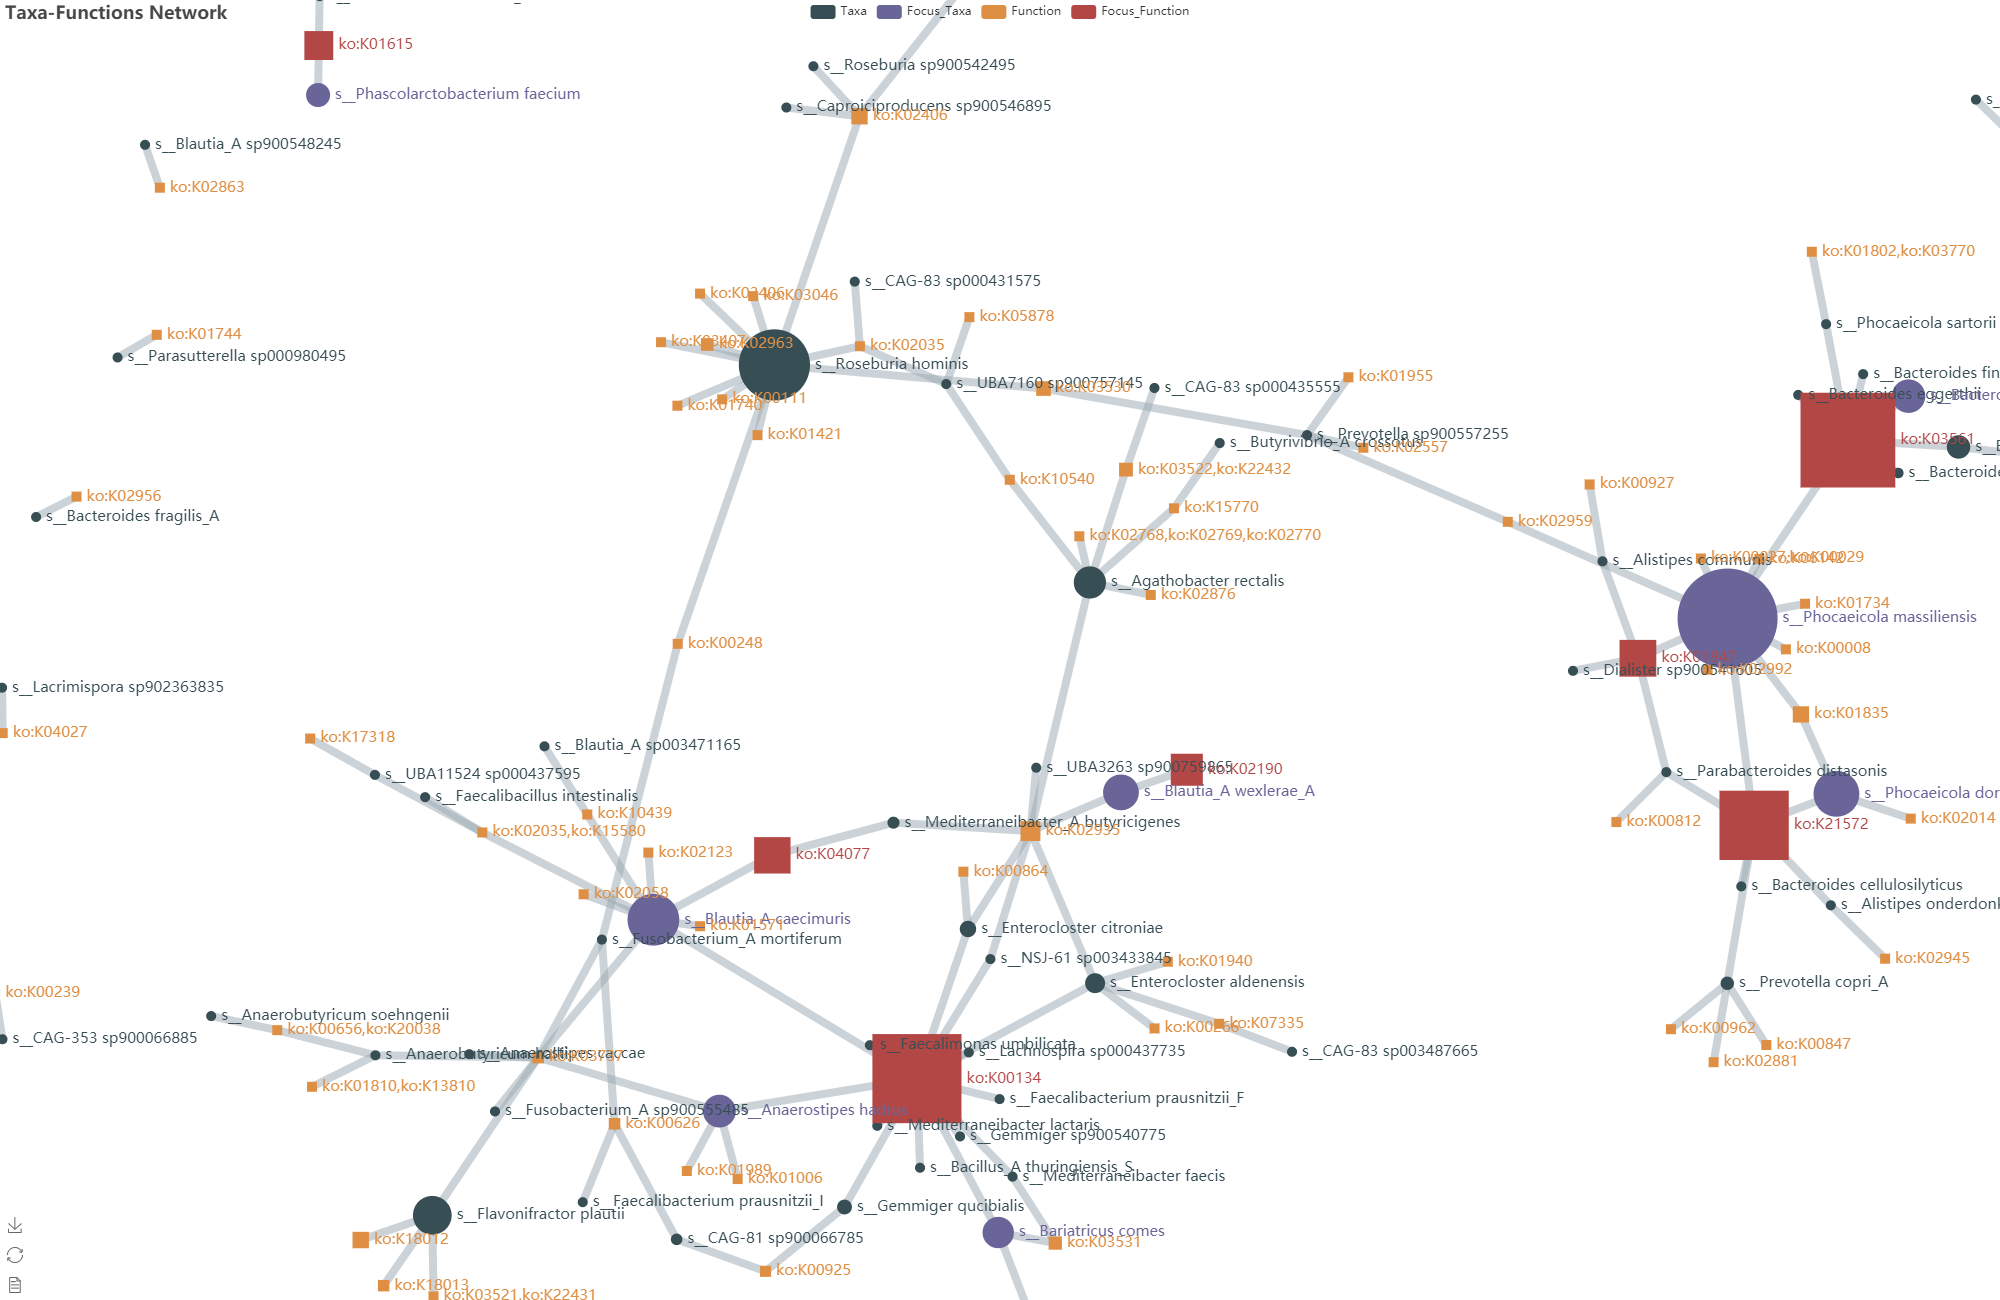 Taxa-Functions Network
Taxa
Focus_Taxa
Function
Focus_Function
ko:K01615
s__Phascolarctobacterium faecium
s__Roseburia sp900542495
s__Caproiciproducens sp900546895
ko:K02406
s__Blautia_A sp900548245
ko:K02863
ko:K01802,ko:K03770
s__CAG-83 sp000431575
ko:K03046
ko:K05878
s__Phocaeicola sartorii
ko:K01744
s__Parasutterella sp000980495
ko:K02963
ko:K02035
s__Roseburia hominis
s__UBA7160 sp900757145
ko:K03530
s__CAG-83 sp000435555
ko:K01955
s__Bacteroides fin
s__Bacteroides eggerthii
ko:K01740
ko:K00111
ko:K01421
s__Prevotella sp900557255
s__Butyrivibrio_A crossotus
ko:K02557
ko:K03561
ko:K03522,ko:K22432
s__Bacteroide
ko:K10540
ko:K00927
ko:K02956
s__Bacteroides fragilis_A
ko:K15770
ko:K02959
ko:K02768,ko:K02769,ko:K02770
s__Alistipes communis
s__Agathobacter rectalis
ko:K02876
ko:K01734
s__Phocaeicola massiliensis
ko:K00248
ko:K00008
s__Dialister sp900541605
ko:K02992
s__Lacrimispora sp902363835
ko:K04027
ko:K01835
ko:K17318
s__Blautia_A sp003471165
s__UBA11524 sp000437595
s__UBA3263 sp900759865
ko:K02190
s__Parabacteroides distasonis
s__Faecalibacillus intestinalis
s__Blautia_A wexlerae_A
s__Phocaeicola dor
ko:K10439
ko:K02035,ko:K15580
s__Mediterraneibacter_A butyricigenes
ko:K02935
ko:K00812
ko:K21572
ko:K02014
ko:K02123
ko:K04077
ko:K00864
ko:K02058
s__Bacteroides cellulosilyticus
s__Alistipes onderdonk
s__Blautia_A caecimuris
ko:K01571
s__Enterocloster citroniae
s__Fusobacterium_A mortiferum
s__NSJ-61 sp003433845
ko:K01940
ko:K02945
s__Enterocloster aldenensis
s__Prevotella copri_A
ko:K00239
s__Anaerobutyricum soehngenii
ko:K00656,ko:K20038
ko:K00266
ko:K07335
ko:K00962
s__CAG-353 sp900066885
s__Faecalimonas umbilicata
s__Lachnospira sp000437735
s__CAG-83 sp003487665
ko:K00847
ko:K02881
s__Anaerostipes caccae
ko:K00134
ko:K01810,ko:K13810
s__Faecalibacterium prausnitzii_F
s__Fusobacterium_A sp900555485
s__Anaerostipes hadrus
ko:K00626
s__Mediterraneibacter lactaris
s__Gemmiger sp900540775
ko:K01989
ko:K01006
s__Bacillus_A thuringiensis_S
s__Mediterraneibacter faecis
s__Faecalibacterium prausnitzii_I
s__Gemmiger qucibialis
s__Flavonifractor plautii
ko:K18012
s__CAG-81 sp900066785
s__Bariatricus comes
ko:K03531
ko:K00925
ko:K18013
ko:K03521,ko:K22431